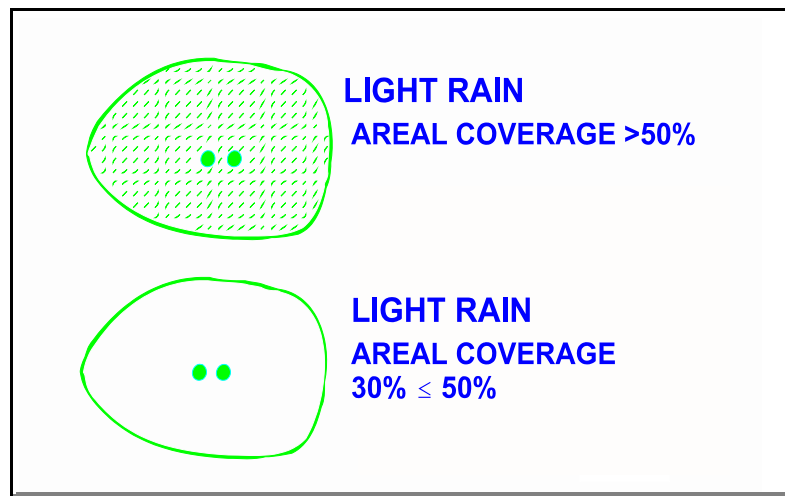 LIGHT RAIN
AREAL COVERAGE >50%
LIGHT RAIN
AREAL COVERAGE
30% ≤ 50%